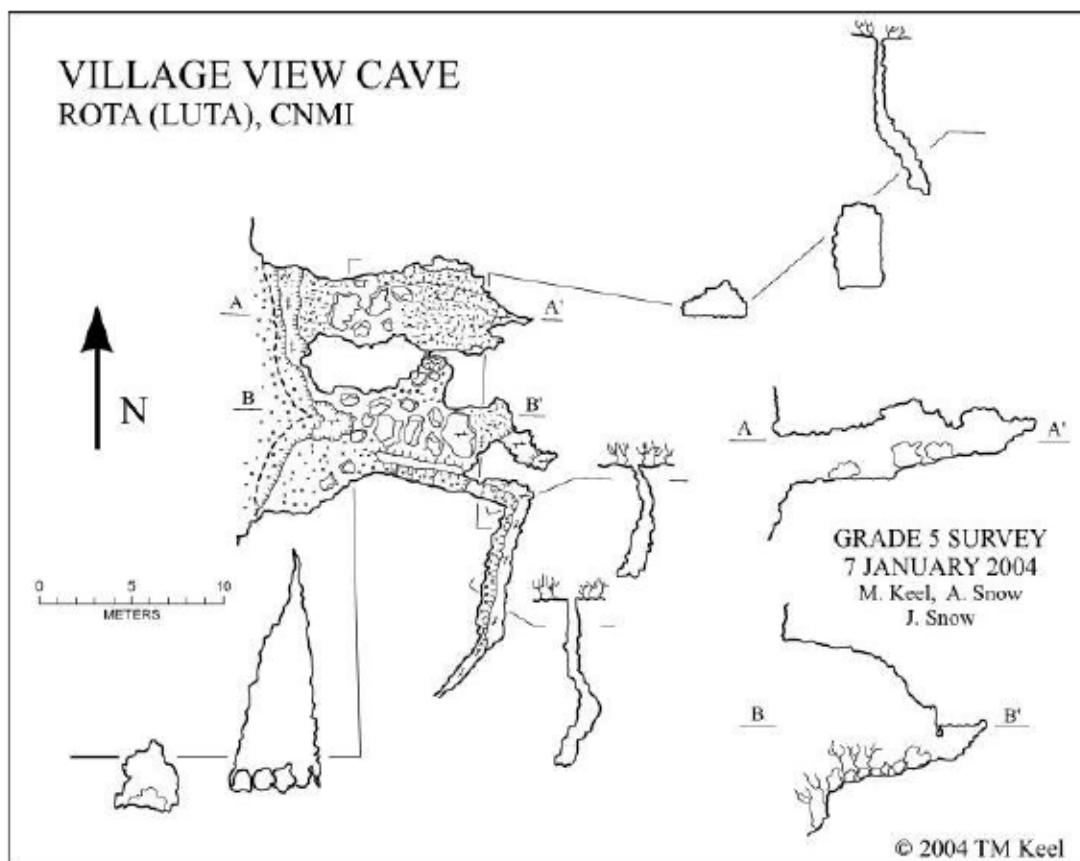 VILLAGE VIEW CAVE
ROTA (LUTA), CNMI
A
A'
B
B'
N
0 5 10
METERS
A
A'
GRADE 5 SURVEY
7 JANUARY 2004
M. Keel, A. Snow
J. Snow
B
B'
© 2004 TM Keel